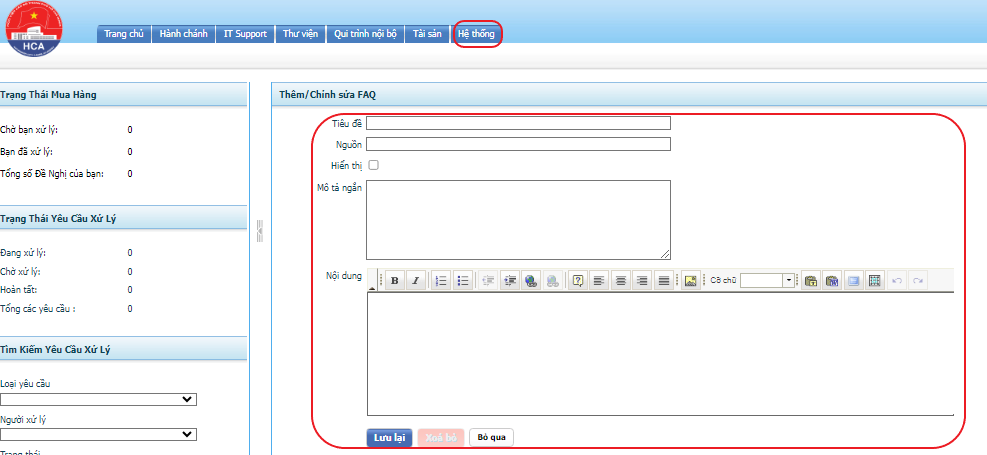 HCA
Trang chủ Hành chánh IT Support Thư viện Qui trình nội bộ Tài sản Hệ thống
Trạng Thái Mua Hàng
Chờ bạn xử lý: 0
Bạn đã xử lý: 0
Tổng số Đề Nghị của bạn: 0
Trạng Thái Yêu Cầu Xử Lý
Đang xử lý: 0
Chờ xử lý: 0
Hoàn tất: 0
Tổng các yêu cầu : 0
Tìm Kiếm Yêu Cầu Xử Lý
Loại yêu cầu
Người xử lý
Trạng thái
Thêm/Chỉnh sửa FAQ
Tiêu đề
Nguồn
Hiển thị
Mô tả ngắn
Nội dung
B I Cỡ chữ
Lưu lại Xoá bỏ Bỏ qua